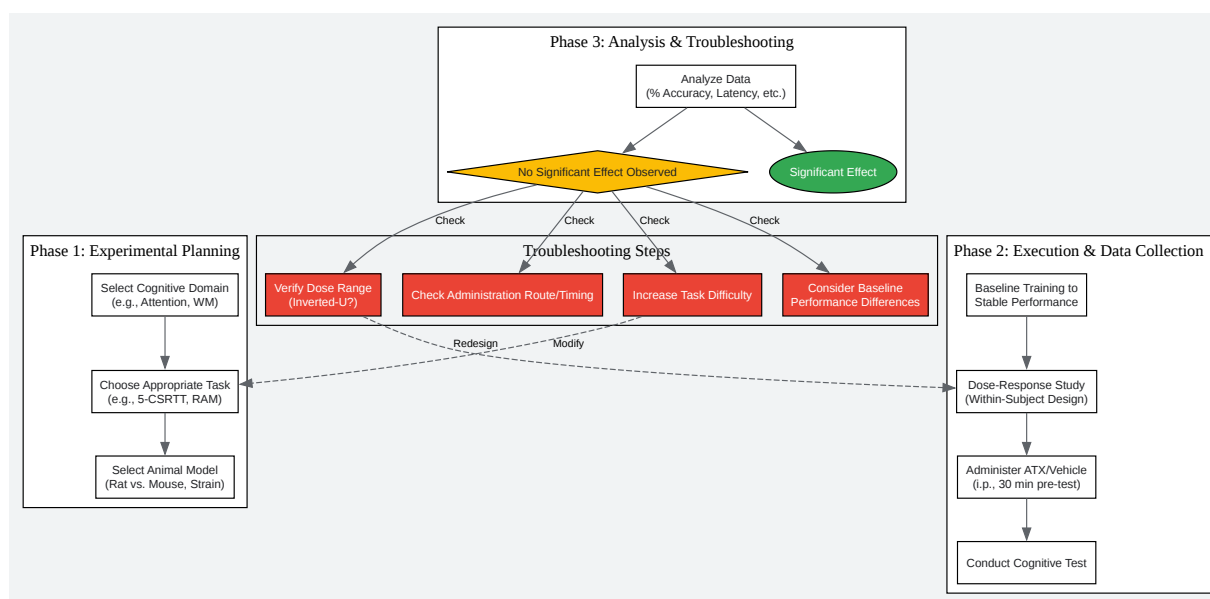 Phase 3: Analysis & Troubleshooting
Analyze Data
(% Accuracy, Latency, etc.)
No Significant Effect Observed
Significant Effect
Check
Check
Check
Check
Phase 1: Experimental Planning
Select Cognitive Domain
(e.g., Attention, WM)
Choose Appropriate Task
(e.g., 5-CSRTT, RAM)
Select Animal Model
(Rat vs. Mouse, Strain)
Troubleshooting Steps
Verify Dose Range
(Inverted-U?)
Check Administration Route/Timing
Increase Task Difficulty
Consider Baseline
Performance Differences
Redesign
Modify
Phase 2: Execution & Data Collection
Baseline Training to
Stable Performance
Dose-Response Study
(Within-Subject Design)
Administer ATX/Vehicle
(i.p., 30 min pre-test)
Conduct Cognitive Test